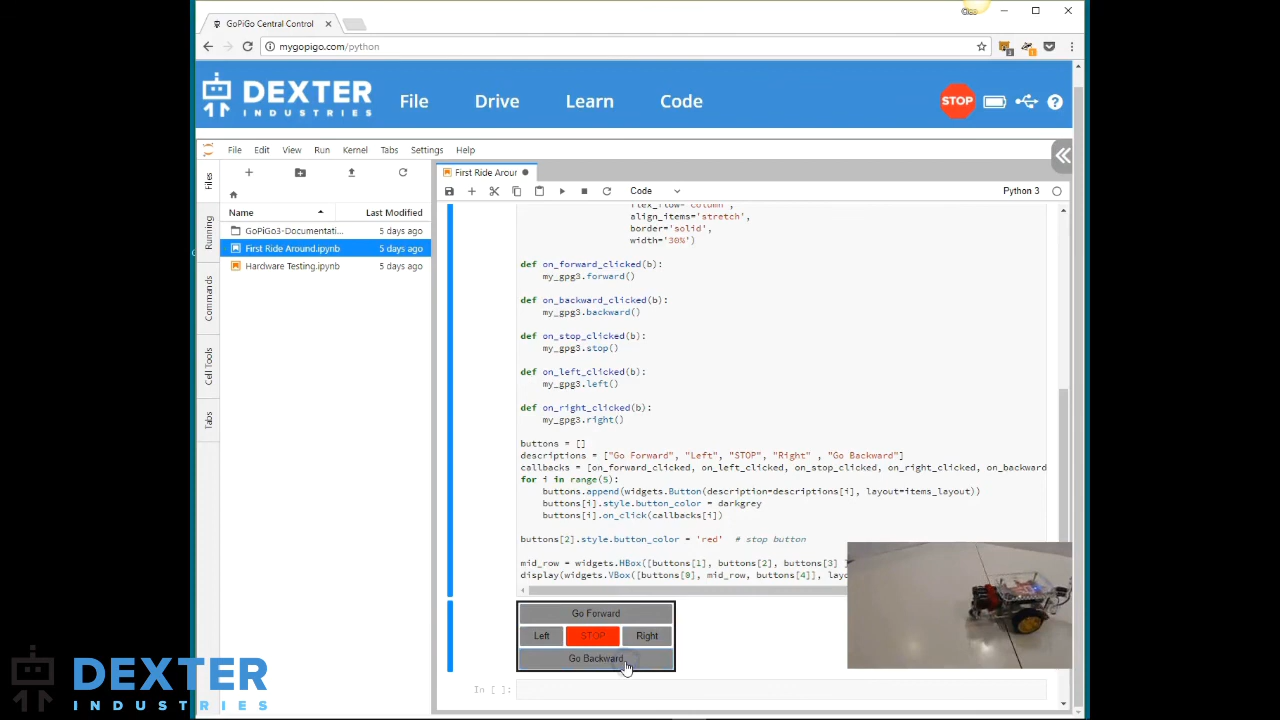 GoPiGo Central Control
mygopigo.com/python
DEXTER
INDUSTRIES
File
Drive
Learn
Code
STOP
File
Edit
View
Run
Kernel
Tabs
Settings
Help
Files
Running
Commands
Cell Tools
Tabs
Name
Last Modified
GoPiGo3-Documentati...
5 days ago
First Ride Around.ipynb
5 days ago
Hardware Testing.ipynb
5 days ago
First Ride Aroun
Code
Python 3
flex_flow='column',
align_items='stretch',
border='solid',
width='30%')
def on_forward_clicked(b):
my_gpg3.forward()
def on_backward_clicked(b):
my_gpg3.backward()
def on_stop_clicked(b):
my_gpg3.stop()
def on_left_clicked(b):
my_gpg3.left()
def on_right_clicked(b):
my_gpg3.right()
buttons = []
descriptions = ["Go Forward", "Left", "STOP", "Right" , "Go Backward"]
callbacks = [on_forward_clicked, on_left_clicked, on_stop_clicked, on_right_clicked, on_backward
for i in range(5):
buttons.append(widgets.Button(description=descriptions[i], layout=items_layout))
buttons[i].style.button_color = darkgrey
buttons[i].on_click(callbacks[i])
buttons[2].style.button_color = 'red' # stop button
mid_row = widgets.HBox([buttons[1], buttons[2], buttons[3] ]
display(widgets.VBox([buttons[0], mid_row, buttons[4]], lay
Go Forward
Left
STOP
Right
Go Backward
In [ ]:
DEXTER
INDUSTRIES